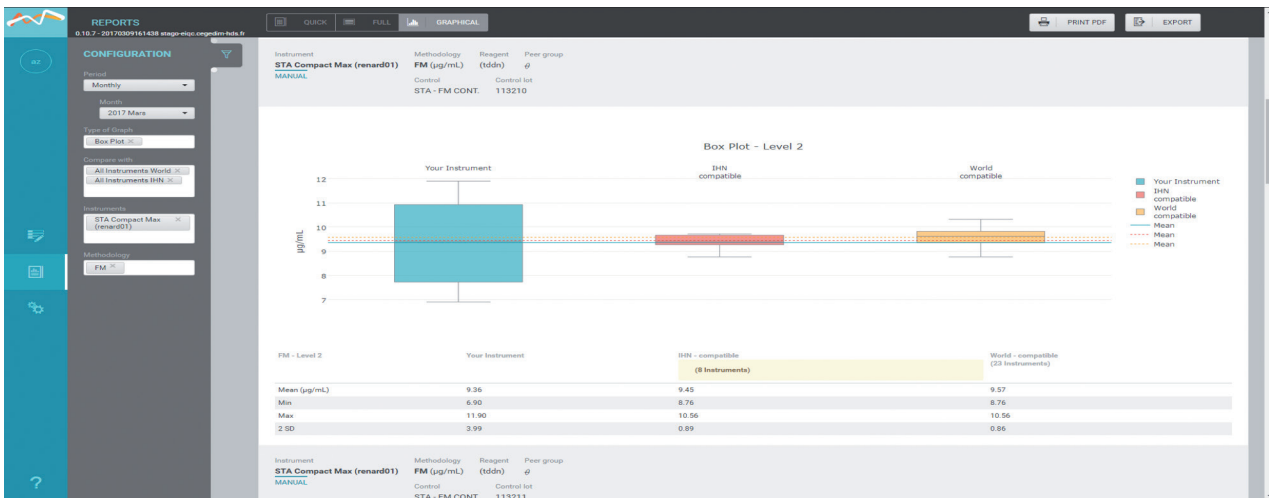 REPORTS
0.10.7 - 20170309161438 stago-eiqc.cegedim-hds.fr
QUICK
FULL
GRAPHICAL
PRINT PDF
EXPORT
az
CONFIGURATION
Period
Monthly
Month
2017 Mars
Type of Graph
Box Plot ×
Compare with
All Instruments World ×
All Instruments IHN ×
Instruments
STA Compact Max (renard01) ×
Methodology
FM ×
?
Instrument Methodology Reagent Peer group
STA Compact Max (renard01) FM (µg/mL) (tddn)
MANUAL
Control Control lot
STA - FM CONT. 113210
Box Plot - Level 2
Your Instrument
IHN
compatible
World
compatible
12
11
10
9
8
7
µg/mL
Your Instrument
IHN
compatible
World
compatible
Mean
Mean
Mean
FM - Level 2 Your Instrument IHN - compatible World - compatible
(8 Instruments) (23 Instruments)
Mean (µg/mL) 9.36 9.45 9.57
Min 6.90 8.76 8.76
Max 11.90 10.56 10.56
2 SD 3.99 0.89 0.86
Instrument Methodology Reagent Peer group
STA Compact Max (renard01) FM (µg/mL) (tddn)
MANUAL
Control Control lot
STA - FM CONT. 113211